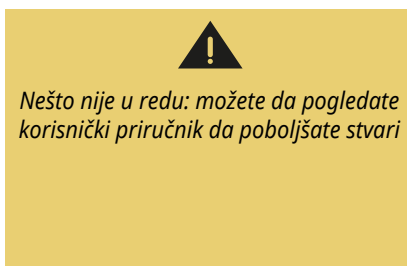 Nešto nije u redu: možete da pogledate
korisnički priručnik da poboljšate stvari